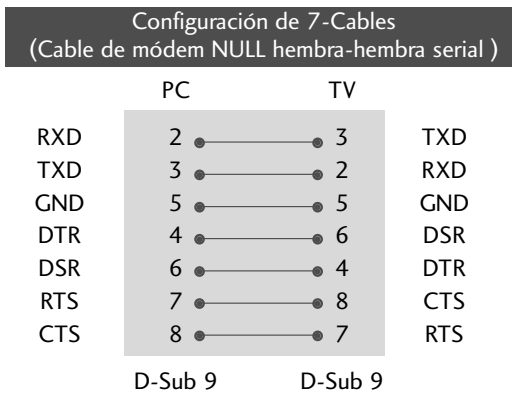 Configuración de 7-Cables
(Cable de módem NULL hembra-hembra serial )
PC TV
RXD 2 3 TXD
TXD 3 2 RXD
GND 5 5 GND
DTR 4 6 DSR
DSR 6 4 DTR
RTS 7 8 CTS
CTS 8 7 RTS
D-Sub 9 D-Sub 9